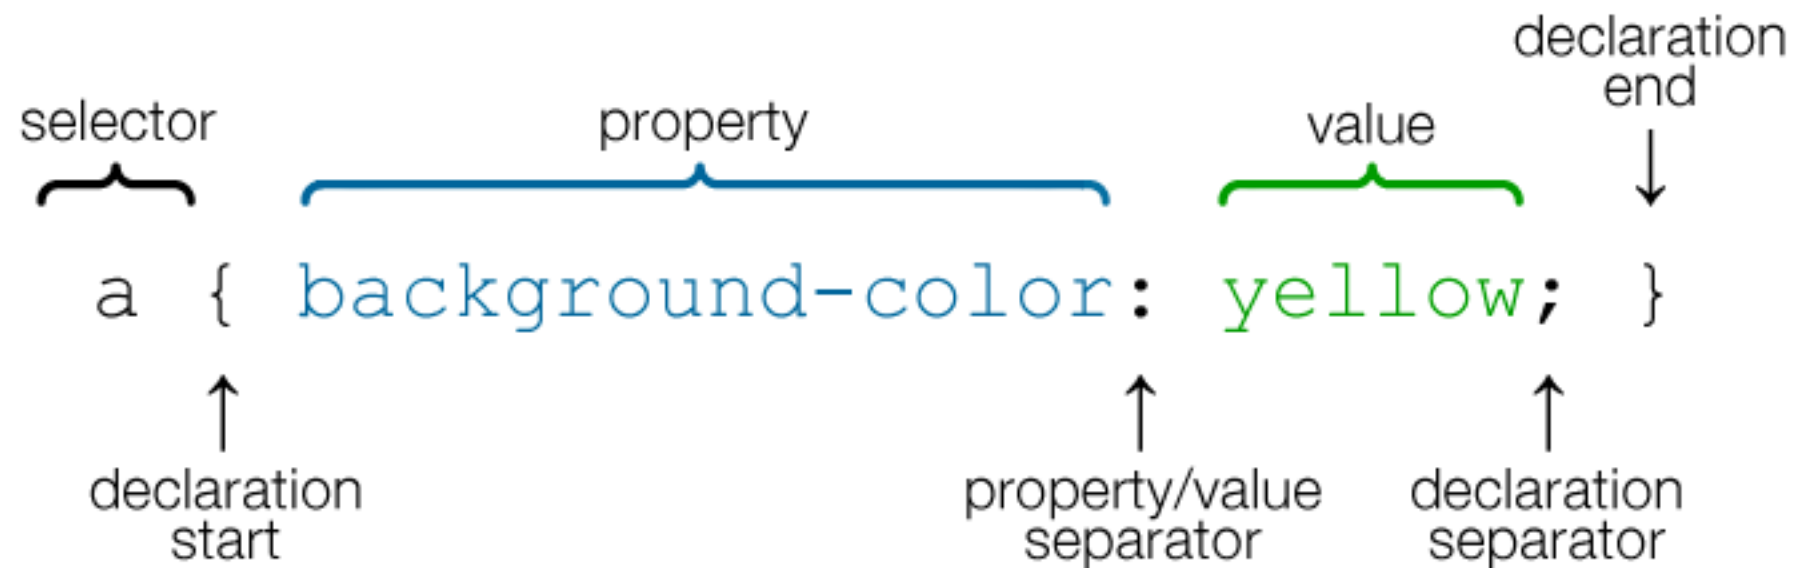 declaration
end
selector
property
value
a { background-color: yellow; }
declaration
start
property/value
separator
declaration
separator